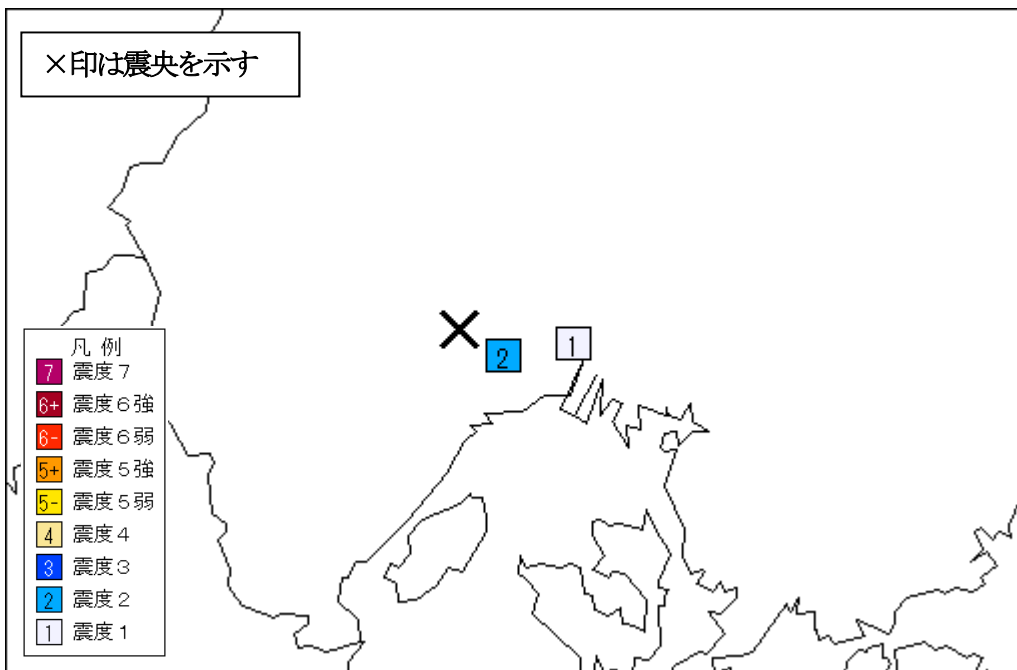 ×印は震央を示す
2
1
凡 例
7 震度７
6+ 震度６強
6- 震度６弱
5+ 震度５強
5- 震度５弱
4 震度４
3 震度３
2 震度２
1 震度１